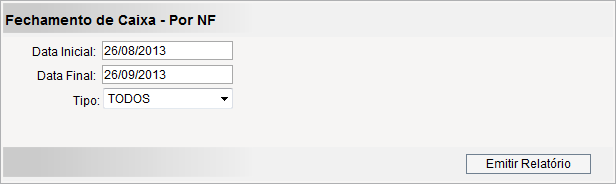 Fechamento de Caixa - Por NF
Data Inicial: 26/08/2013
Data Final: 26/09/2013
Tipo: TODOS
Emitir Relatório